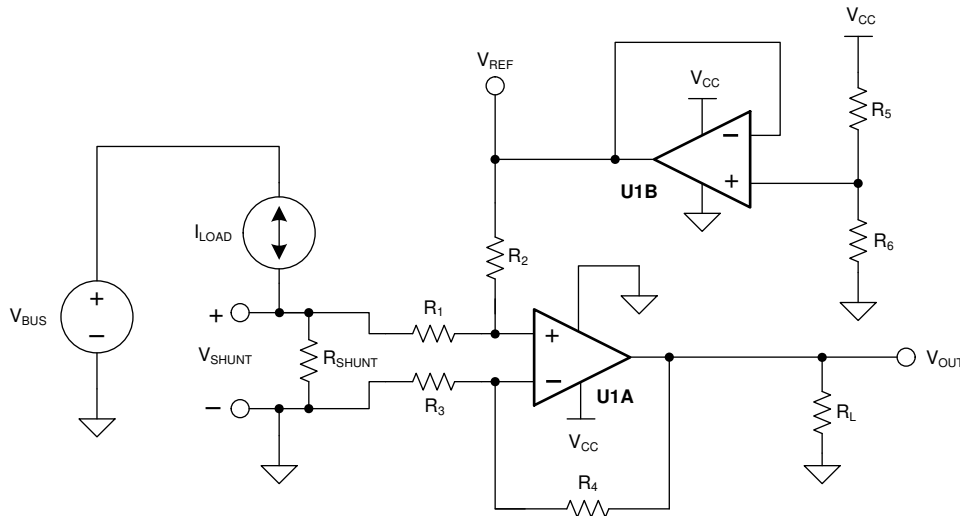 VCC
VREF
VCC
R5
−
+
U1B
ILOAD
R2
R6
VBUS
+
−
+
R1
VSHUNT
RSHUNT
+
−
VOUT
−
R3
U1A
RL
VCC
R4